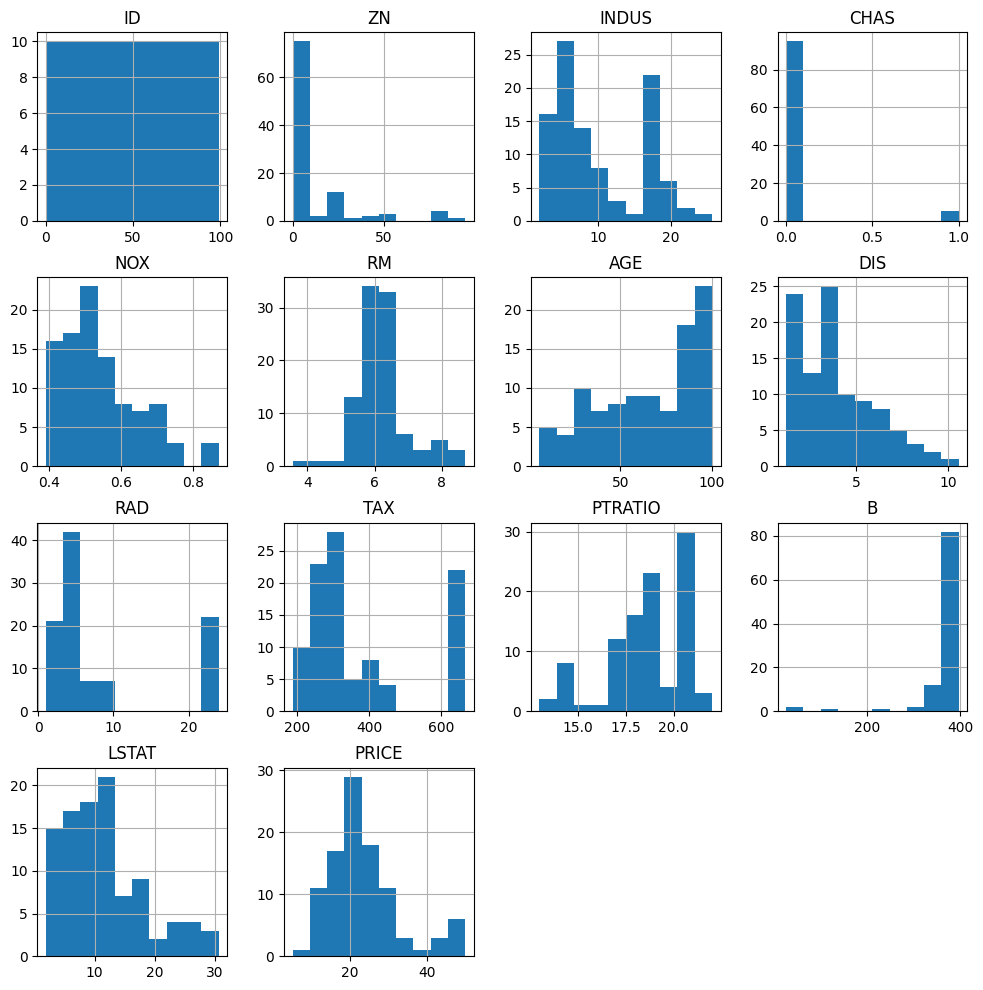 ID ZN INDUS CHAS
10 8 6 4 2 0
0 50 100
60 40 20 0
0 50
25 20 15 10 5 0
10 20
80 60 40 20 0
0.0 0.5 1.0
NOX RM AGE DIS
20 15 10 5 0
0.4 0.6 0.8
30 20 10 0
4 6 8
20 15 10 5 0
50 100
25 20 15 10 5 0
5 10
RAD TAX PTRATIO B
40 30 20 10 0
0 10 20
25 20 15 10 5 0
200 400 600
30 20 10 0
15.0 17.5 20.0
80 60 40 20 0
200 400
LSTAT PRICE
20 15 10 5 0
10 20 30
30 20 10 0
20 40